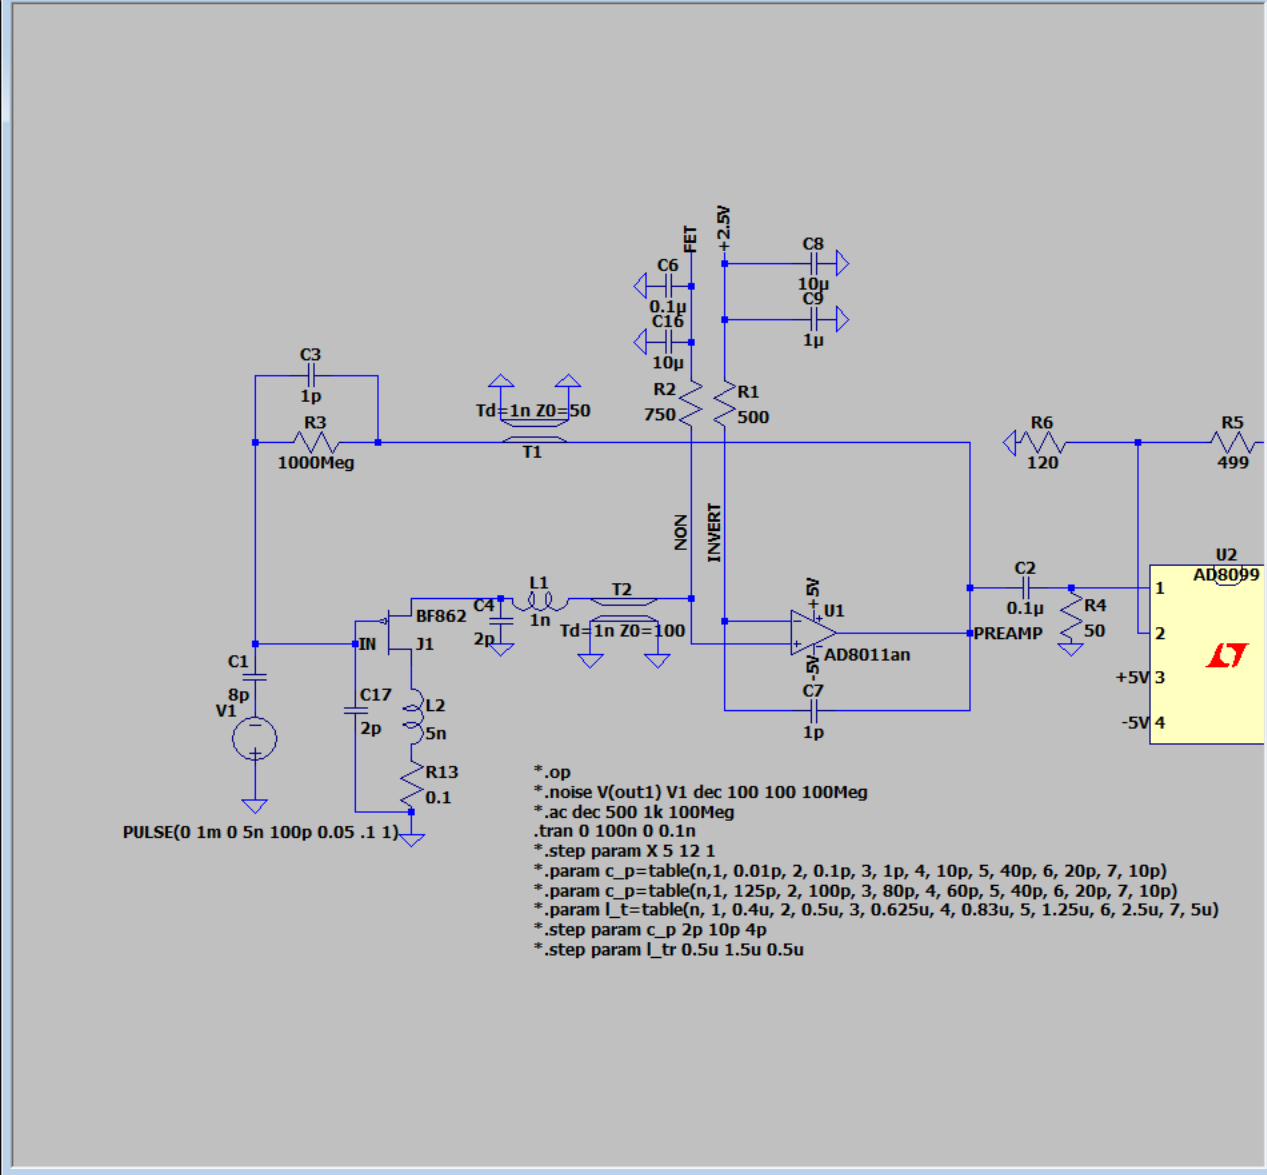 FET
+2.5V
C6
0.1µ
C16
10µ
C8
10µ
C9
1µ
C3
1p
R3
1000Meg
Td=1n Z0=50
T1
R2
750
R1
500
R6
120
R5
499
NON
INVERT
C1
8p
V1
IN
BF862
J1
C4
2p
L1
1n
T2
Td=1n Z0=100
+5V
U1
-5V
AD8011an
C7
1p
PREAMP
C2
0.1µ
R4
50
U2
AD8099
1
2
+5V 3
-5V 4
C17
2p
L2
5n
R13
0.1
PULSE(0 1m 0 5n 100p 0.05 .1 1)
*.op
*.noise V(out1) V1 dec 100 100 100Meg
*.ac dec 500 1k 100Meg
.tran 0 100n 0 0.1n
*.step param X 5 12 1
*.param c_p=table(n,1, 0.01p, 2, 0.1p, 3, 1p, 4, 10p, 5, 40p, 6, 20p, 7, 10p)
*.param c_p=table(n,1, 125p, 2, 100p, 3, 80p, 4, 60p, 5, 40p, 6, 20p, 7, 10p)
*.param l_t=table(n, 1, 0.4u, 2, 0.5u, 3, 0.625u, 4, 0.83u, 5, 1.25u, 6, 2.5u, 7, 5u)
*.step param c_p 2p 10p 4p
*.step param l_tr 0.5u 1.5u 0.5u